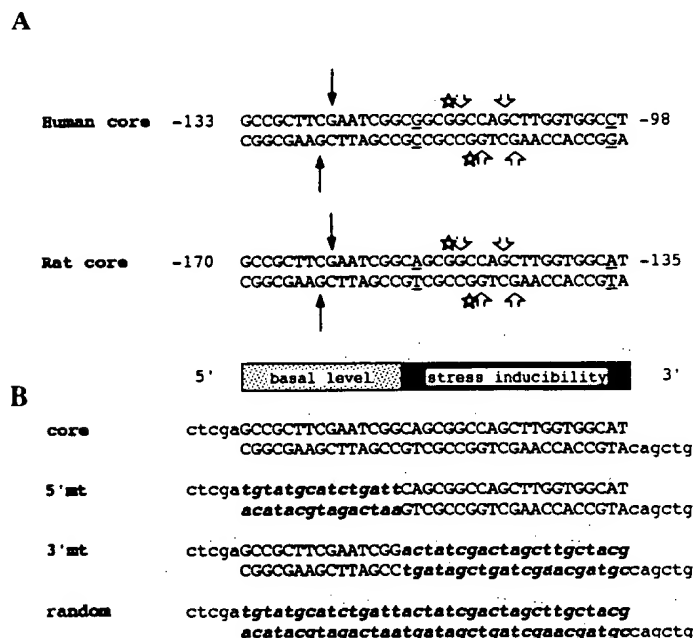 A
Human core -133 GCCGCTTCGAATCGGCGGCGGCCAGCTTGGTGGCCT -98
CGGCGAAGCTTAGCCGCCGCCGGTCGAACCACCGGA
Rat core -170 GCCGCTTCGAATCGGCAGCGGCCAGCTTGGTGGCAT -135
CGGCGAAGCTTAGCCGTCGCCGGTCGAACCACCGTA
5' basal level stress inducibility 3'
B
core ctcgaGCCGCTTCGAATCGGCAGCGGCCAGCTTGGTGGCAT
CGGCGAAGCTTAGCCGTCGCCGGTCGAACCACCGTAcagctg
5'mt ctcgatgtatgcatctgattCAGCGGCCAGCTTGGTGGCAT
acatacgtagactaaGTCGCCGGTCGAACCACCGTAcagctg
3'mt ctcgaGCCGCTTCGAATCGGactatcgactagcttgctacg
CGGCGAAGCTTAGCCtgatagctgatcgaacgatgccagctg
random ctcgatgtatgcatctgattactatcgactagcttgctacg
acatacgtagactaatgatagctgatcgaacgatgccagctg